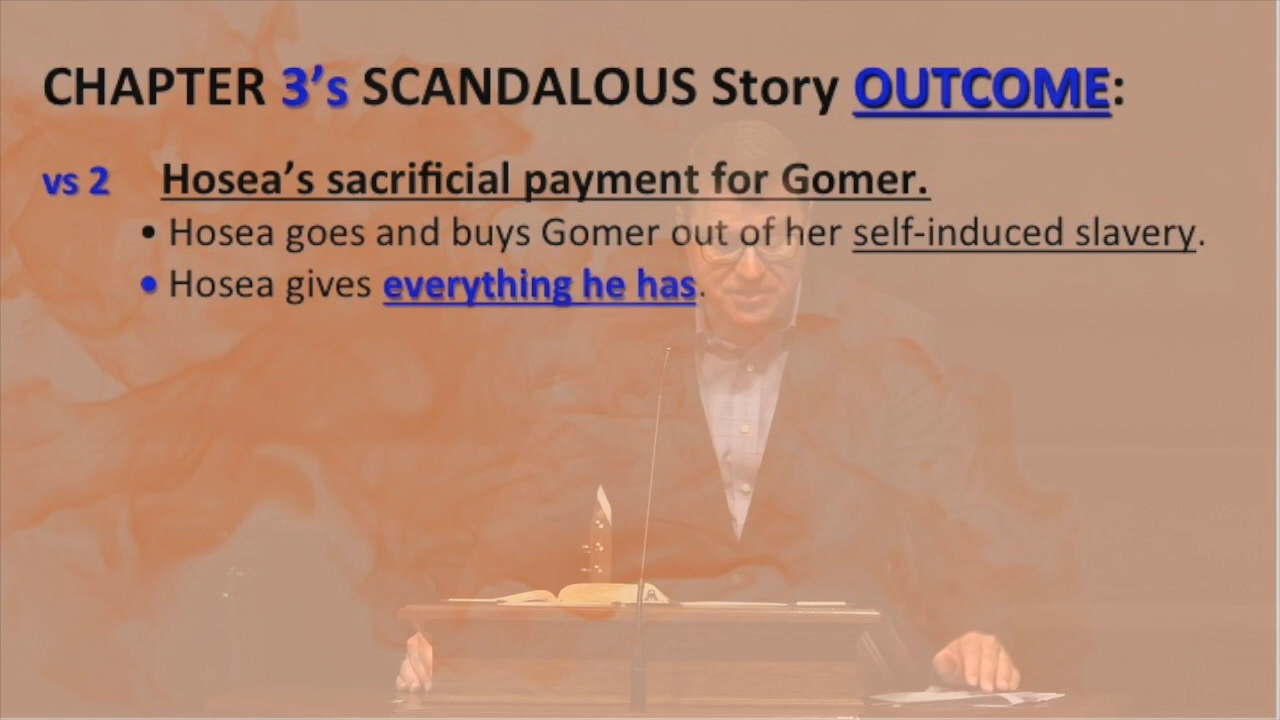 CHAPTER 3’s SCANDALOUS Story OUTCOME:
vs 2 Hosea’s sacrificial payment for Gomer.
• Hosea goes and buys Gomer out of her self-induced slavery.
• Hosea gives everything he has.